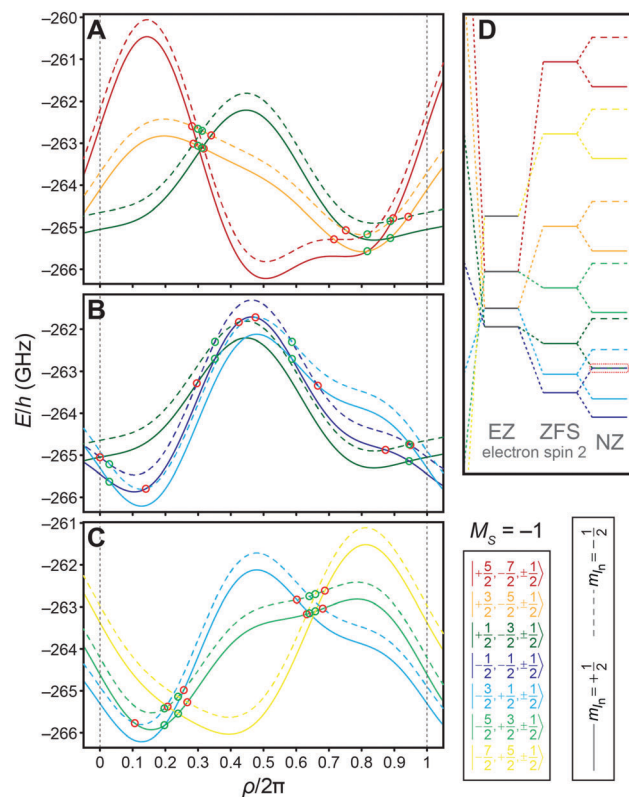 A
−260
−261
−262
−263
−264
−265
−266
B
−262
−263
−264
−265
−266
C
−261
−262
−263
−264
−265
−266
E/h (GHz)
0 0.1 0.2 0.3 0.4 0.5 0.6 0.7 0.8 0.9 1
ρ/2π
D
EZ ZFS NZ
electron spin 2
M_S = −1
|+5/2,−7/2,±1/2⟩
|+3/2,−5/2,±1/2⟩
|+1/2,−3/2,±1/2⟩
|−1/2,−1/2,±1/2⟩
|−3/2,+1/2,±1/2⟩
|−5/2,+3/2,±1/2⟩
|−7/2,+5/2,±1/2⟩
m_In = +1/2
m_In = −1/2